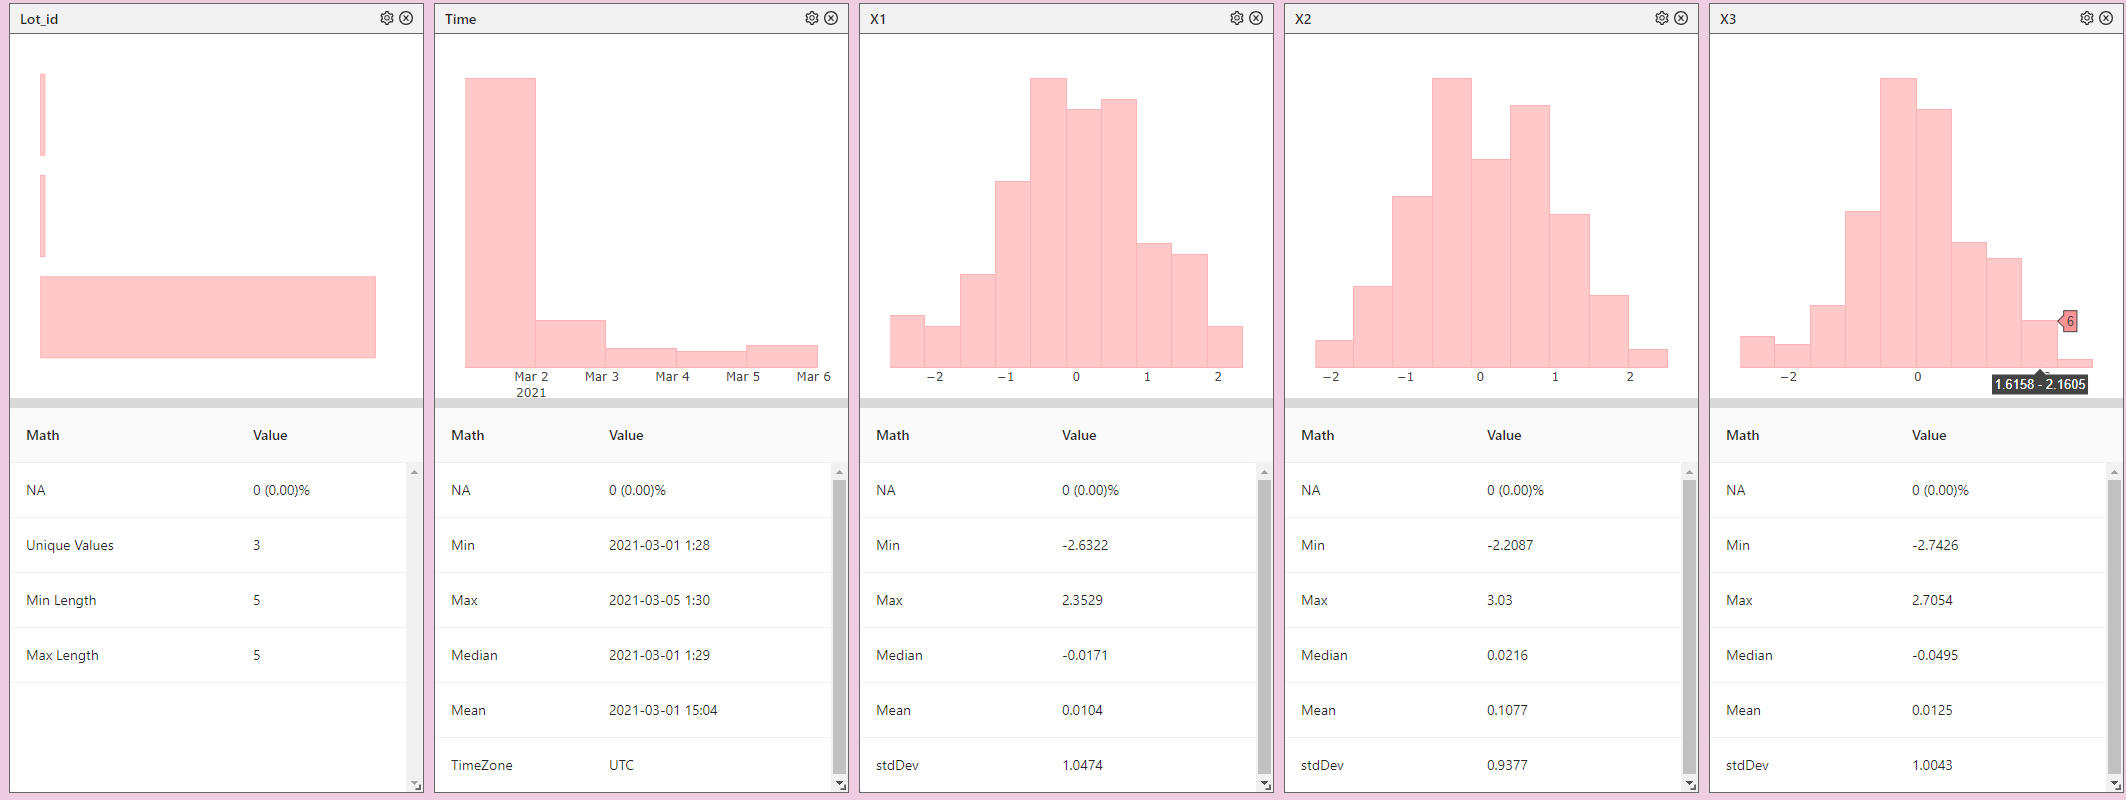 Lot_id
Math Value
NA 0 (0.00)%
Unique Values 3
Min Length 5
Max Length 5
Time
Mar 2 Mar 3 Mar 4 Mar 5 Mar 6
2021
Math Value
NA 0 (0.00)%
Min 2021-03-01 1:28
Max 2021-03-05 1:30
Median 2021-03-01 1:29
Mean 2021-03-01 15:04
TimeZone UTC
X1
−2 −1 0 1 2
Math Value
NA 0 (0.00)%
Min -2.6322
Max 2.3529
Median -0.0171
Mean 0.0104
stdDev 1.0474
X2
−2 −1 0 1 2
Math Value
NA 0 (0.00)%
Min -2.2087
Max 3.03
Median 0.0216
Mean 0.1077
stdDev 0.9377
X3
6
−2 0
1.6158 - 2.1605
Math Value
NA 0 (0.00)%
Min -2.7426
Max 2.7054
Median -0.0495
Mean 0.0125
stdDev 1.0043